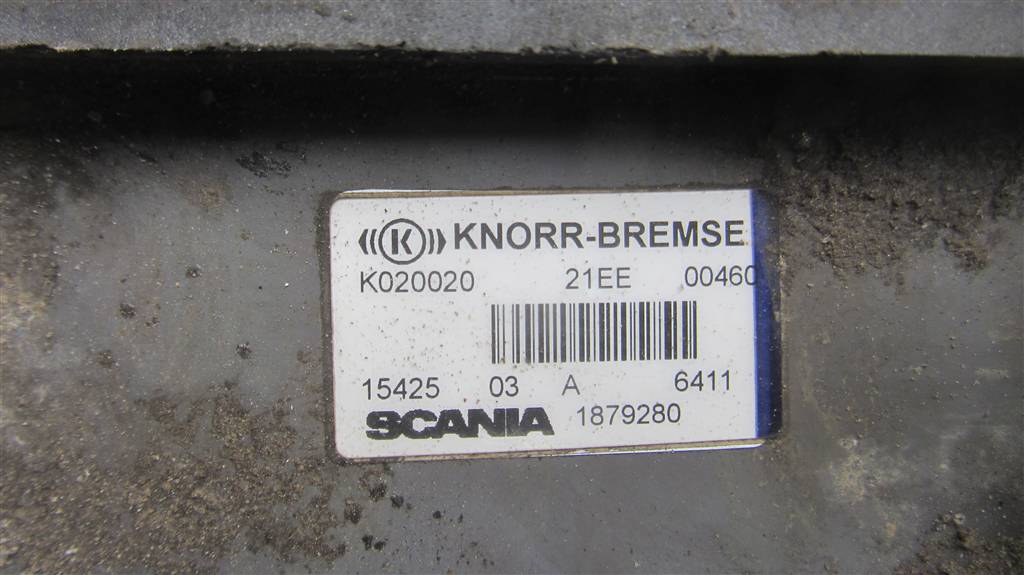 (((K))) KNORR-BREMSE
K020020 21EE 00460
15425 03 A 6411
SCANIA 1879280